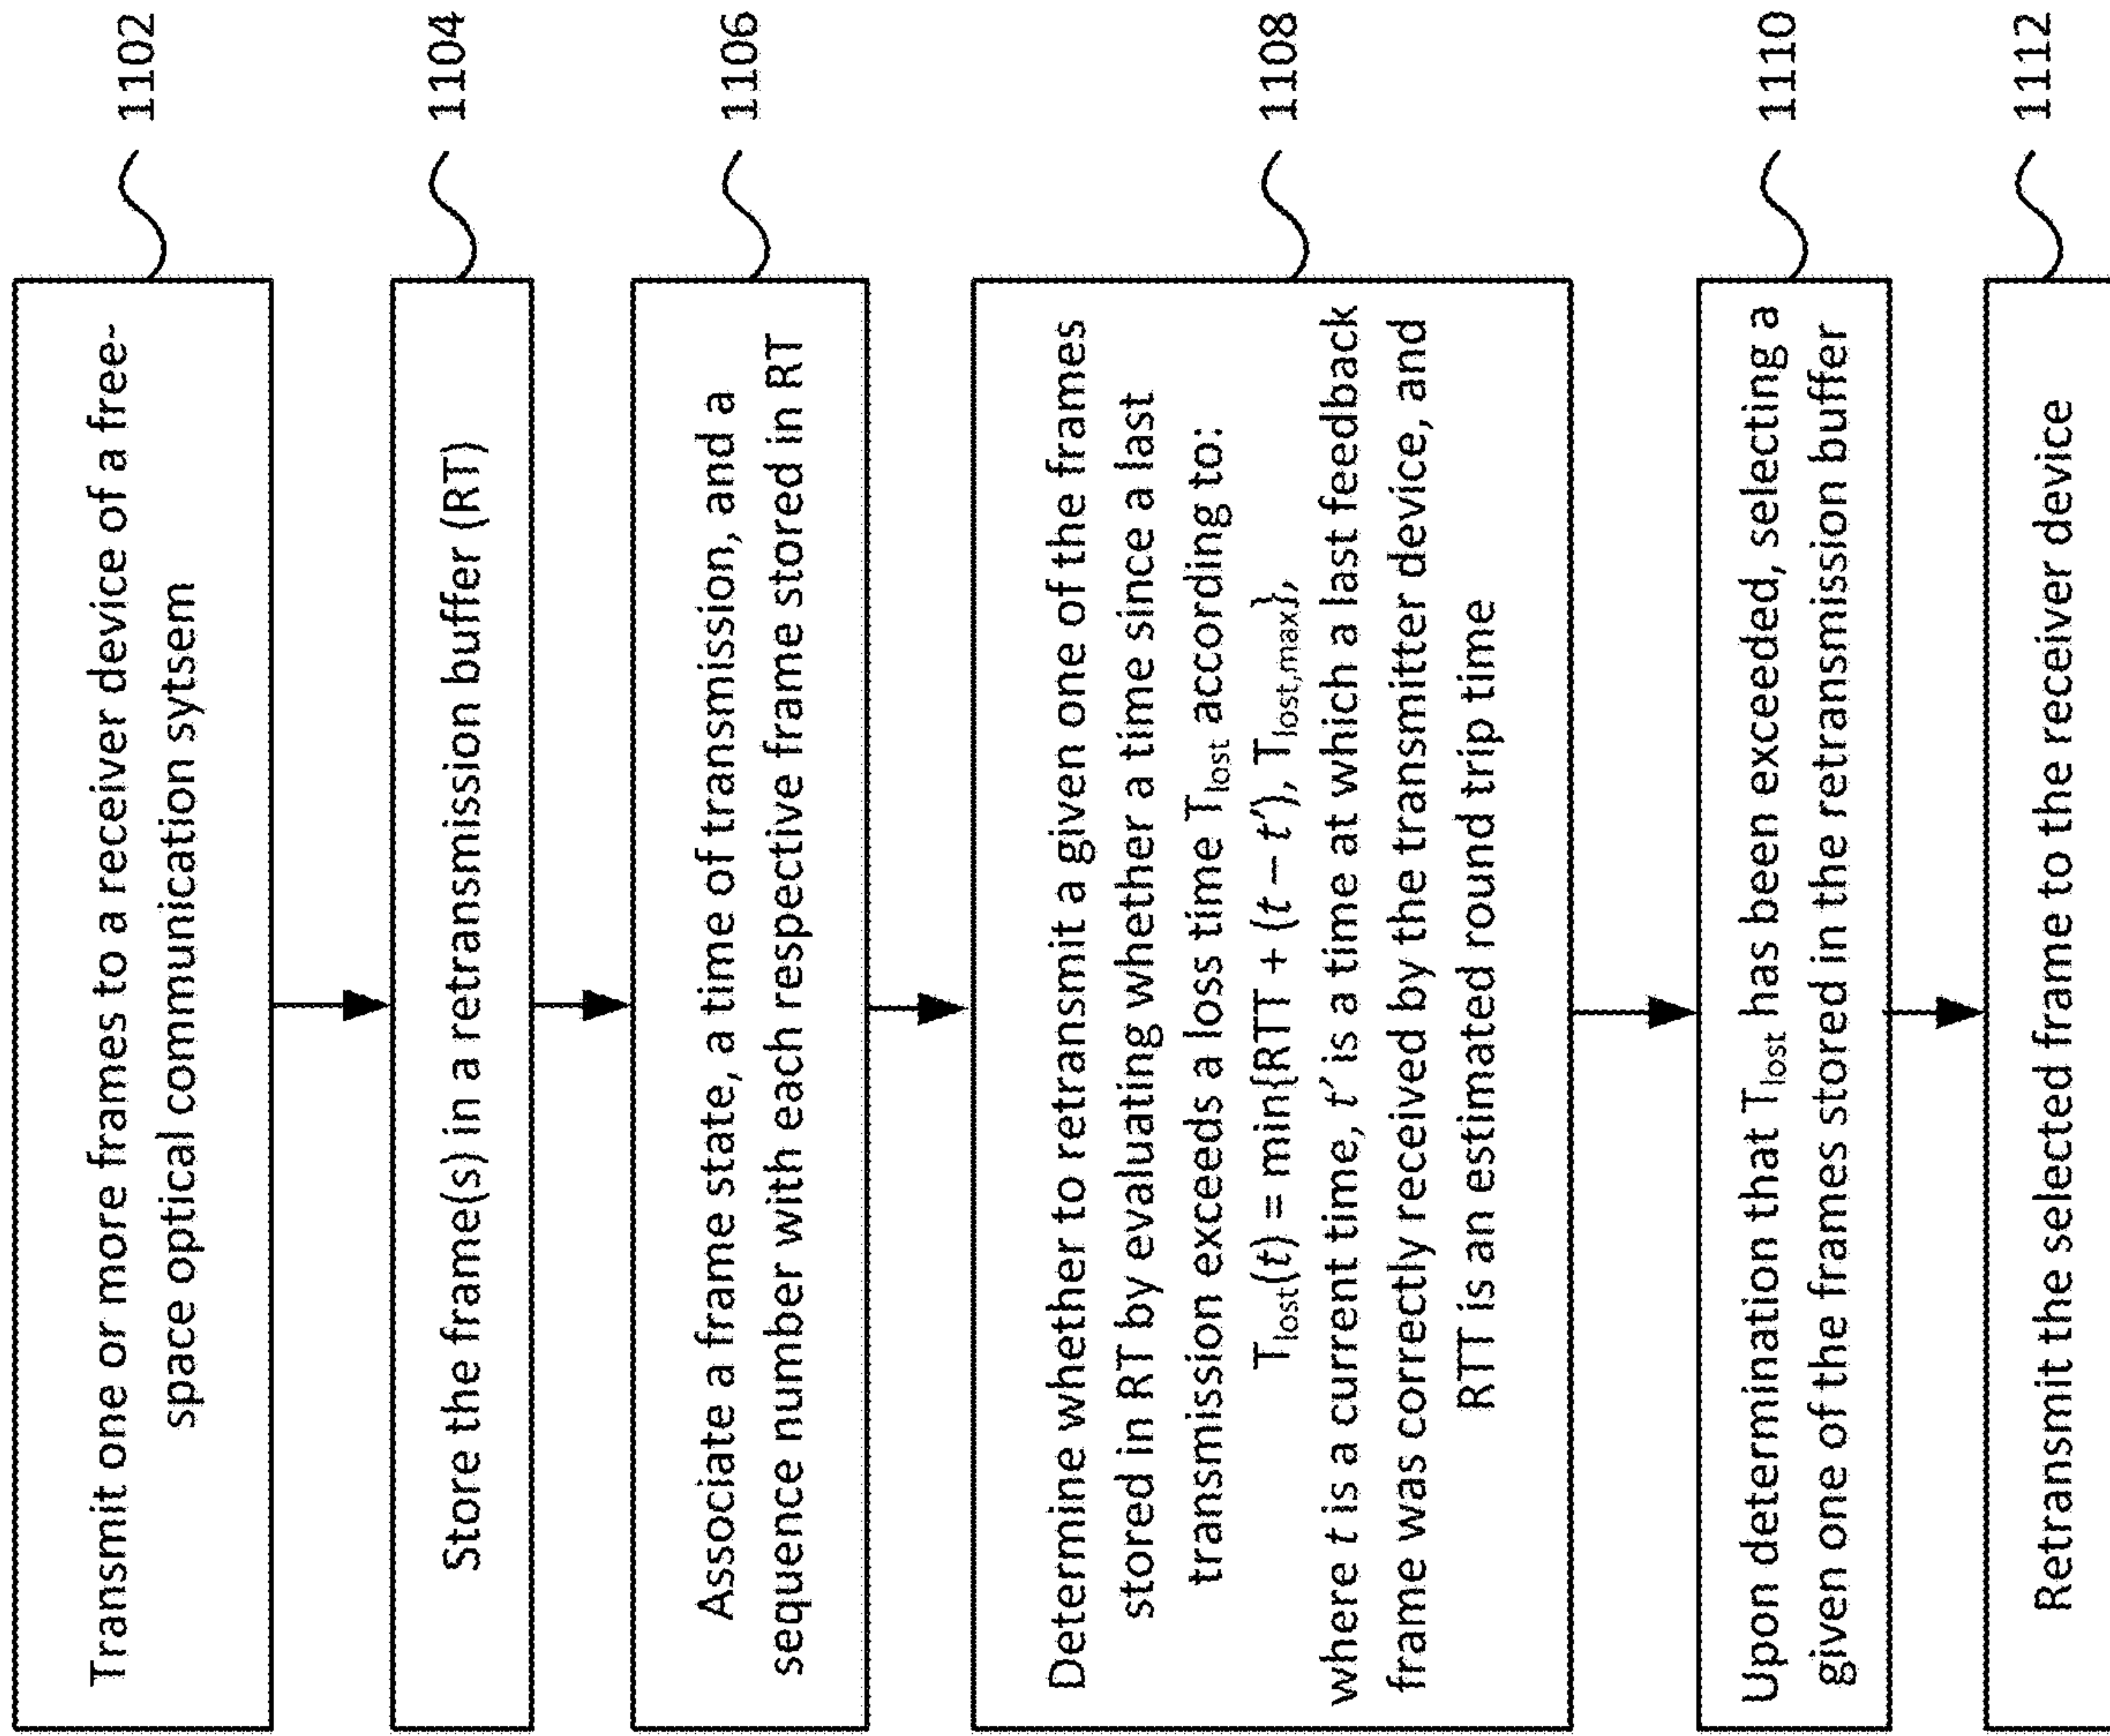 Transmit one or more frames to a receiver device of a free-
space optical communication sytsem
1102
Store the frame(s) in a retransmission buffer (RT)
1104
Associate a frame state, a time of transmission, and a
sequence number with each respective frame stored in RT
1106
Determine whether to retransmit a given one of the frames
stored in RT by evaluating whether a time since a last
transmission exceeds a loss time Tlost according to:
Tlost(t) = min{RTT + (t – t′), Tlost,max},
where t is a current time, t′ is a time at which a last feedback
frame was correctly received by the transmitter device, and
RTT is an estimated round trip time
1108
Upon determination that Tlost has been exceeded, selecting a
given one of the frames stored in the retransmission buffer
1110
Retransmit the selected frame to the receiver device
1112